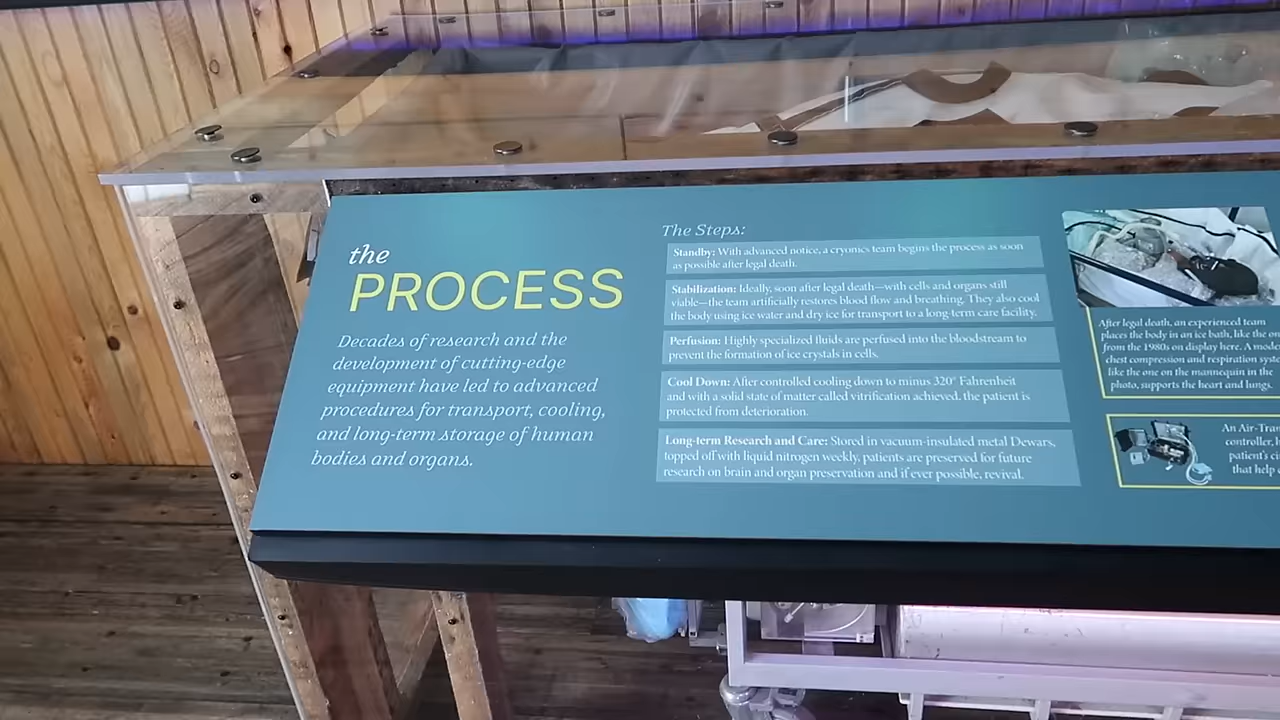 the
PROCESS
Decades of research and the
development of cutting-edge
equipment have led to advanced
procedures for transport, cooling,
and long-term storage of human
bodies and organs.
The Steps:
Standby: With advanced notice, a cryonics team begins the process as soon
as possible after legal death.
Stabilization: Ideally, soon after legal death—with cells and organs still
viable—the team artificially restores blood flow and breathing. They also cool
the body using ice water and dry ice for transport to a long-term care facility.
Perfusion: Highly specialized fluids are perfused into the bloodstream to
prevent the formation of ice crystals in cells.
Cool Down: After controlled cooling down to minus 320° Fahrenheit
and with a solid state of matter called vitrification achieved, the patient is
protected from deterioration.
Long-term Research and Care: Stored in vacuum-insulated metal Dewars,
topped off with liquid nitrogen weekly, patients are preserved for future
research on brain and organ preservation and if ever possible, revival.
After legal death, an experienced team
places the body in an ice bath, like the on
from the 1980s on display here. A mode
chest compression and respiration syste
like the one on the mannequin in the
photo, supports the heart and lungs.
An Air-Tran
controller, h
patient's ci
that help